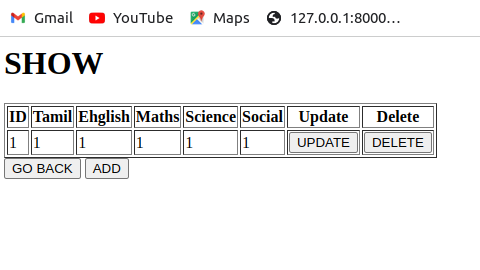 Gmail YouTube Maps 127.0.0.1:8000...
SHOW
ID Tamil Ehglish Maths Science Social Update Delete
1 1 1 1 1 1 UPDATE DELETE
GO BACK ADD